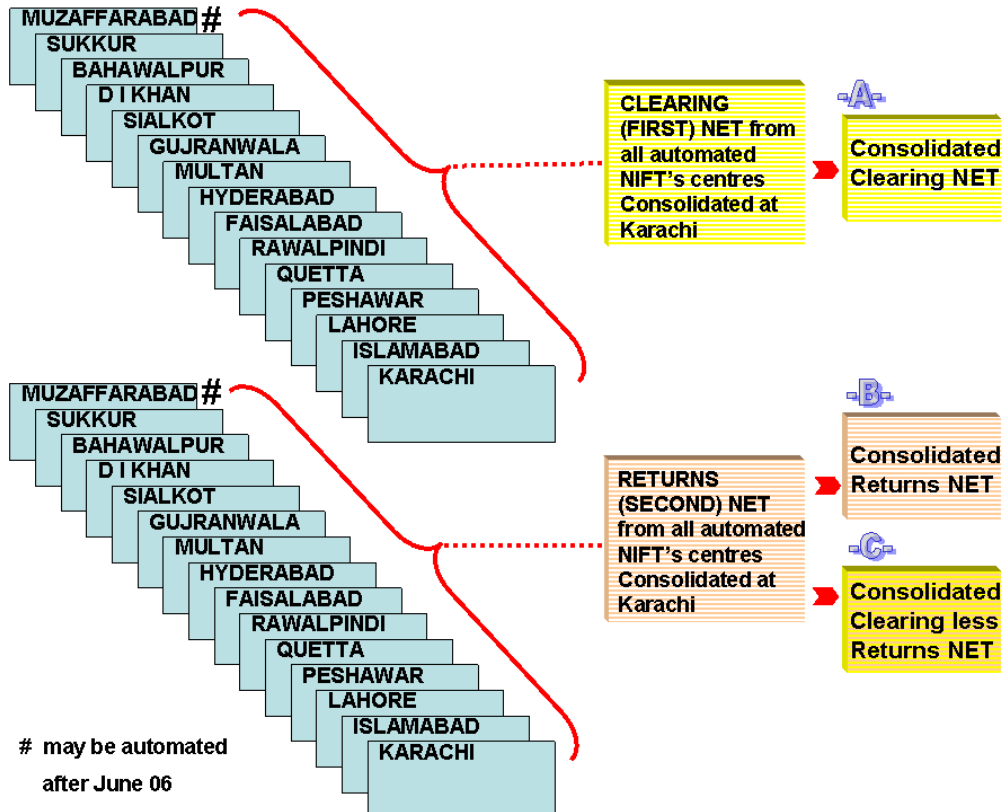 MUZAFFARABAD #
SUKKUR
BAHAWALPUR
D I KHAN
SIALKOT
GUJRANWALA
MULTAN
HYDERABAD
FAISALABAD
RAWALPINDI
QUETTA
PESHAWAR
LAHORE
ISLAMABAD
KARACHI
CLEARING
(FIRST) NET from
all automated
NIFT's centres
Consolidated at
Karachi
-A-
Consolidated
Clearing NET
MUZAFFARABAD #
SUKKUR
BAHAWALPUR
D I KHAN
SIALKOT
GUJRANWALA
MULTAN
HYDERABAD
FAISALABAD
RAWALPINDI
QUETTA
PESHAWAR
LAHORE
ISLAMABAD
KARACHI
RETURNS
(SECOND) NET
from all automated
NIFT's centres
Consolidated at
Karachi
-B-
Consolidated
Returns NET
-C-
Consolidated
Clearing less
Returns NET
# may be automated
after June 06